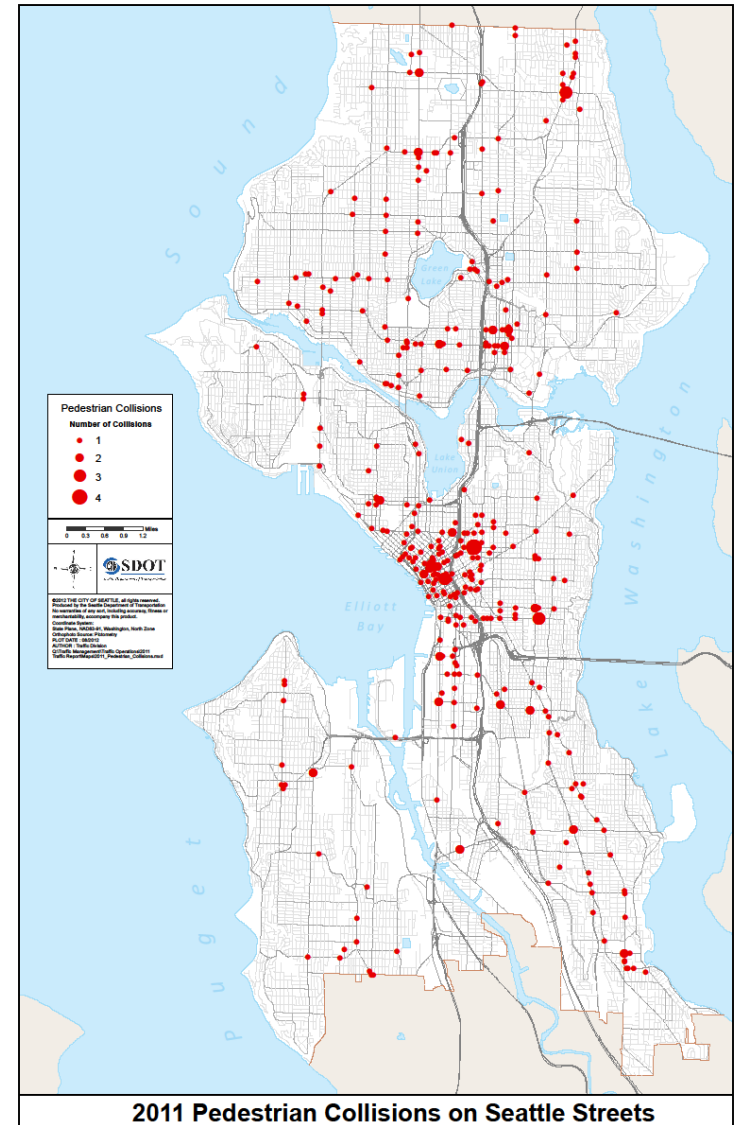 Sound
Green
Lake
Pedestrian Collisions
Number of Collisions
1
2
3
4
Miles
0 0.3 0.6 0.9 1.2
SDOT
©2012 THE CITY OF SEATTLE, all rights reserved.
Produced by the Seattle Department of Transportation
No warranties of any sort, including accuracy, fitness or
merchantability, accompany this product.
Coordinate System:
State Plane, NAD83-91, Washington, North Zone
Orthophoto Source: Pictometry
PLOT DATE :
AUTHOR : Traffic Division
Lake
Union
Elliott
Bay
Lake Washington
Puget
2011 Pedestrian Collisions on Seattle Streets